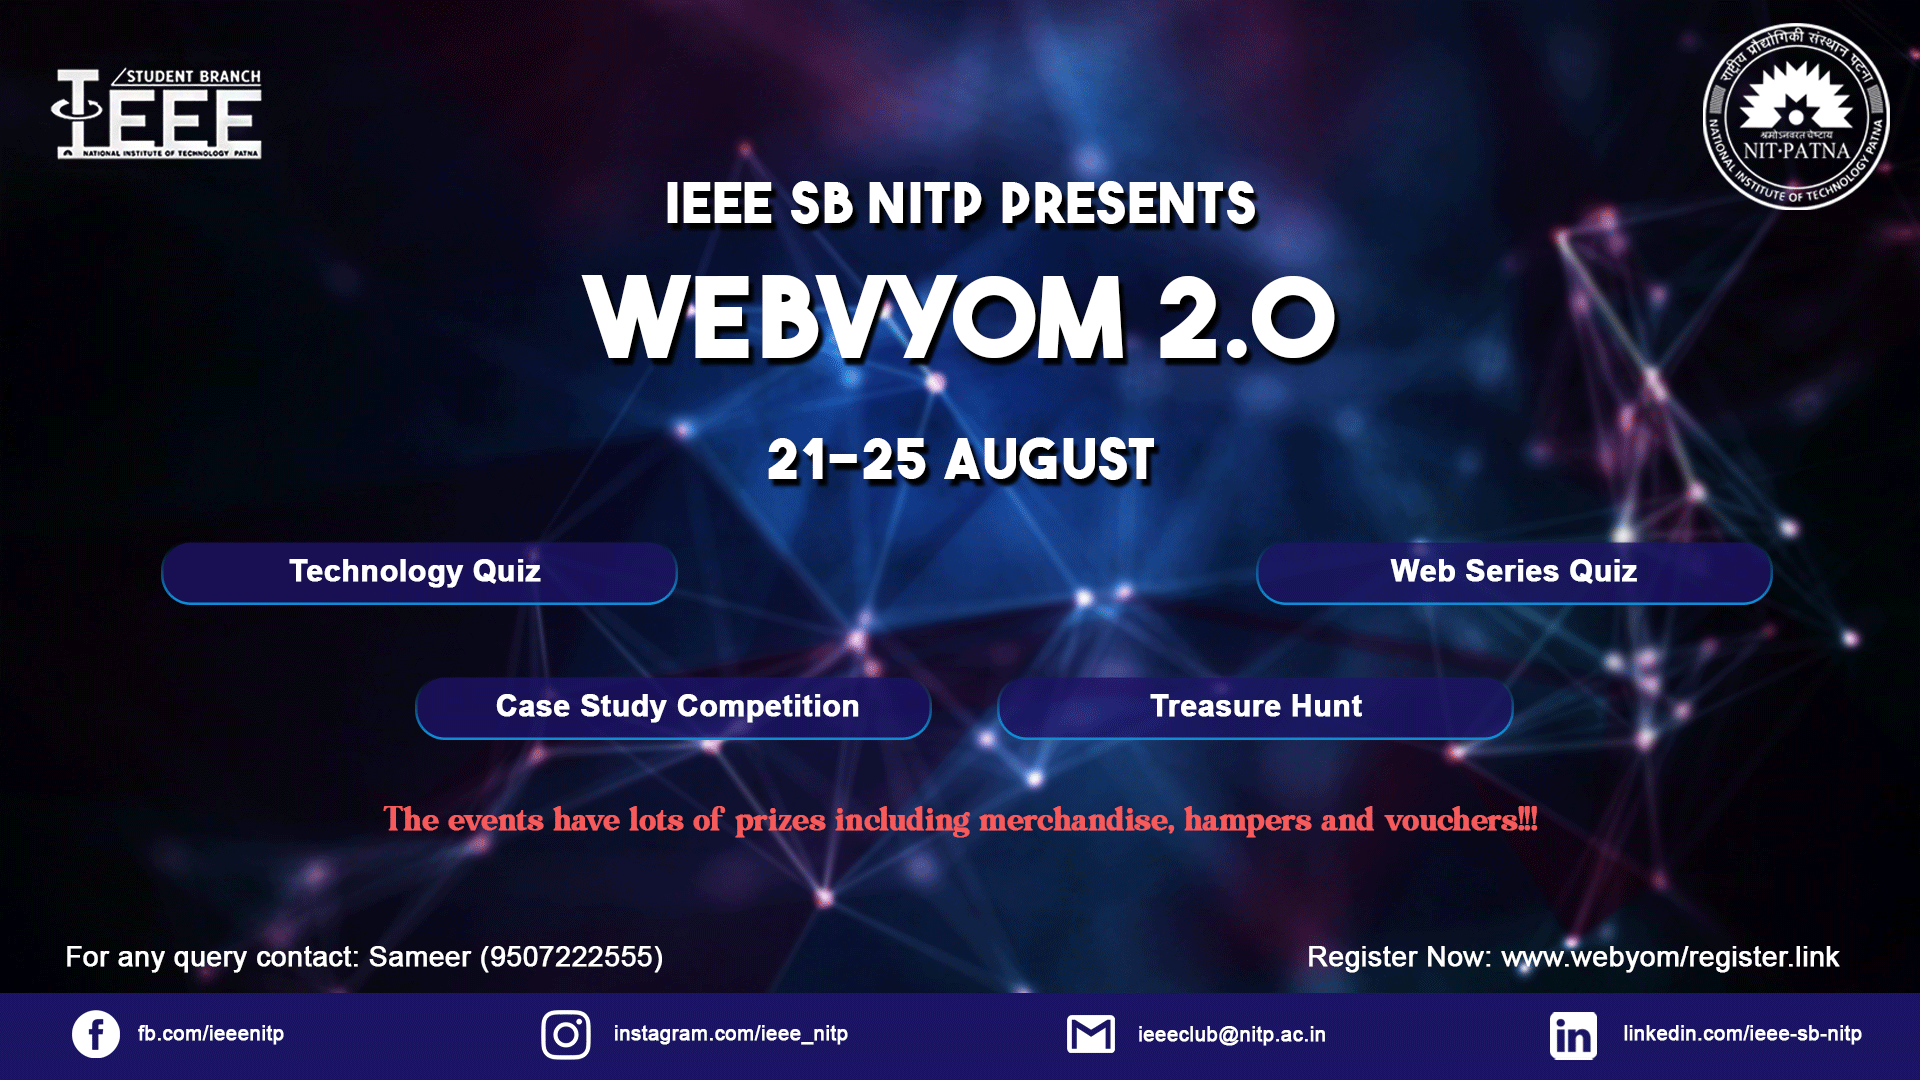 STUDENT BRANCH
IEEE
NATIONAL INSTITUTE OF TECHNOLOGY PATNA
राष्ट्रीय प्रौद्योगिकी संस्थान पटना
श्रमोऽनवरत चेष्टाय
NIT-PATNA
NATIONAL INSTITUTE OF TECHNOLOGY PATNA
IEEE SB NITP PRESENTS
WEBVYOM 2.0
21-25 AUGUST
Technology Quiz
Web Series Quiz
Case Study Competition
Treasure Hunt
The events have lots of prizes including merchandise, hampers and vouchers!!!
For any query contact: Sameer (9507222555)
Register Now: www.webyom/register.link
fb.com/ieeenitp
instagram.com/ieee_nitp
ieeeclub@nitp.ac.in
linkedin.com/ieee-sb-nitp